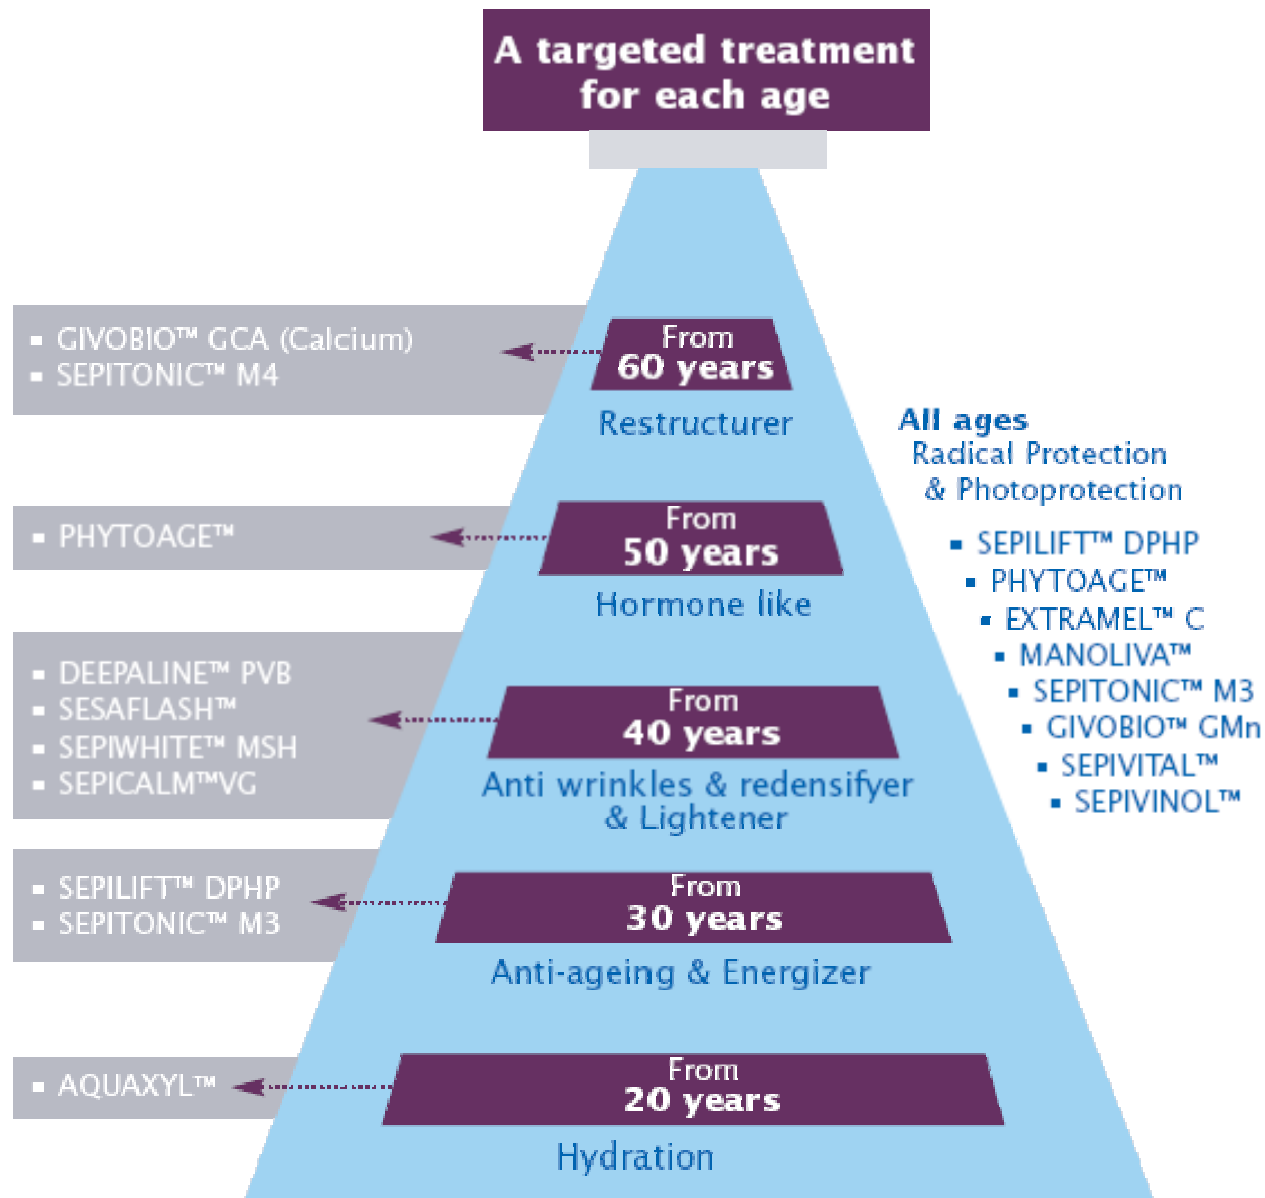 A targeted treatment
for each age
▪ GIVOBIO™ GCA (Calcium)
▪ SEPITONIC™ M4
From
60 years
Restructurer
All ages
Radical Protection
& Photoprotection
▪ SEPILIFT™ DPHP
▪ PHYTOAGE™
▪ EXTRAMEL™ C
▪ MANOLIVA™
▪ SEPITONIC™ M3
▪ GIVOBIO™ GMn
▪ SEPIVITAL™
▪ SEPIVINOL™
▪ PHYTOAGE™
From
50 years
Hormone like
▪ DEEPALINE™ PVB
▪ SESAFLASH™
▪ SEPIWHITE™ MSH
▪ SEPICALM™VG
From
40 years
Anti wrinkles & redensifyer
& Lightener
▪ SEPILIFT™ DPHP
▪ SEPITONIC™ M3
From
30 years
Anti-ageing & Energizer
▪ AQUAXYL™
From
20 years
Hydration